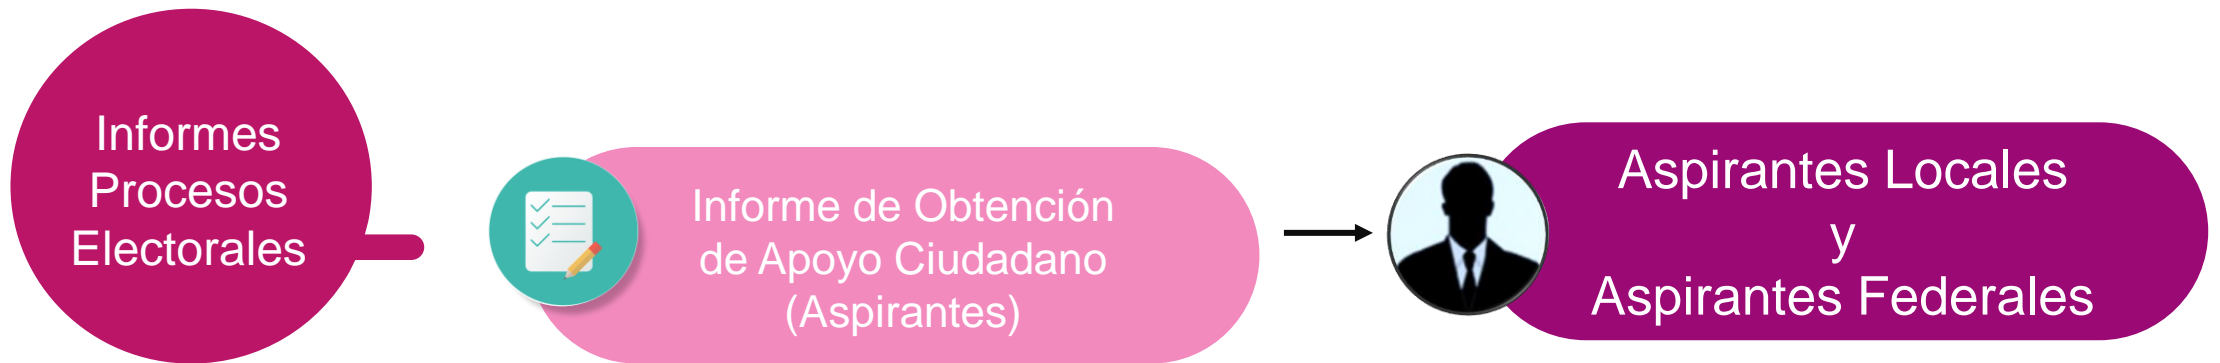 Informes
Procesos
Electorales
Informe de Obtención
de Apoyo Ciudadano
(Aspirantes)
Aspirantes Locales
y
Aspirantes Federales